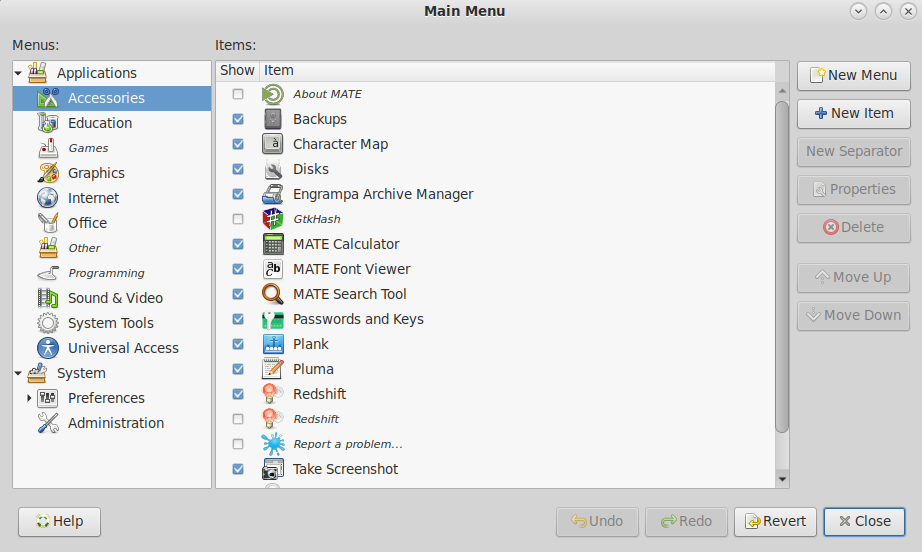 Main Menu
Menus:
Items:
Applications
Accessories
Education
Games
Graphics
Internet
Office
Other
Programming
Sound & Video
System Tools
Universal Access
System
Preferences
Administration
Show Item
About MATE
Backups
Character Map
Disks
Engrampa Archive Manager
GtkHash
MATE Calculator
MATE Font Viewer
MATE Search Tool
Passwords and Keys
Plank
Pluma
Redshift
Redshift
Report a problem...
Take Screenshot
New Menu
New Item
New Separator
Properties
Delete
Move Up
Move Down
Help
Undo
Redo
Revert
Close